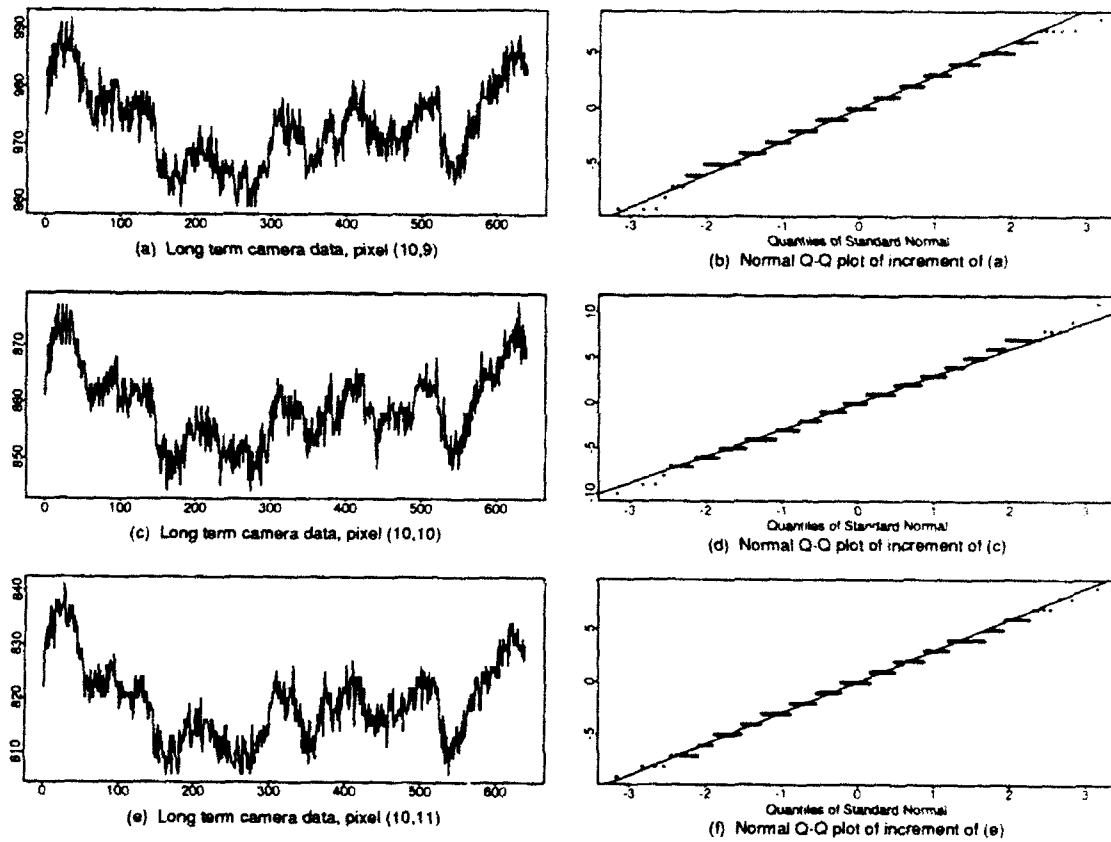 990
980
970
960
0 100 200 300 400 500 600
(a) Long term camera data, pixel (10,9)
5
0
-5
-3 -2 -1 0 1 2 3
Quantiles of Standard Normal
(b) Normal Q-Q plot of increment of (a)
870
860
850
0 100 200 300 400 500 600
(c) Long term camera data, pixel (10,10)
10
5
0
-5
-10
-3 -2 -1 0 1 2 3
Quantiles of Standard Normal
(d) Normal Q-Q plot of increment of (c)
840
830
820
810
0 100 200 300 400 500 600
(e) Long term camera data, pixel (10,11)
5
0
-5
-3 -2 -1 0 1 2 3
Quantiles of Standard Normal
(f) Normal Q-Q plot of increment of (e)